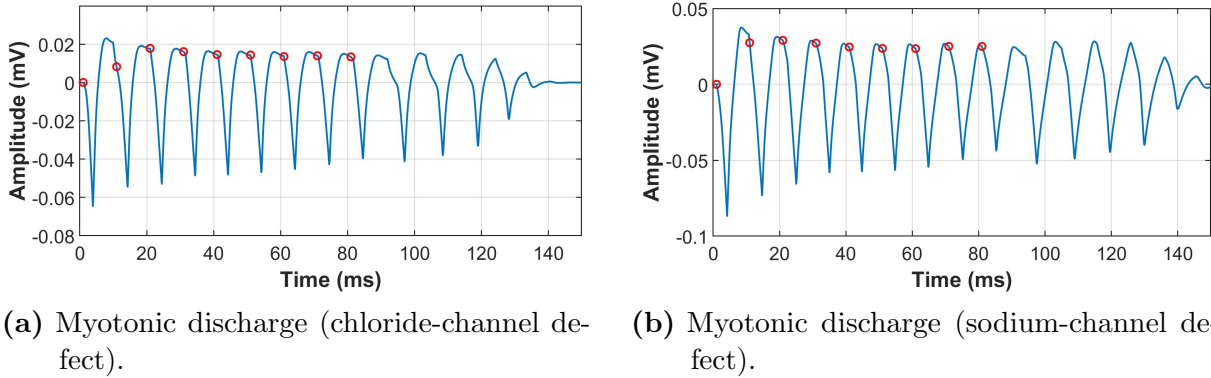 0.02
0
-0.02
-0.04
-0.06
-0.08
Amplitude (mV)
0 20 40 60 80 100 120 140
Time (ms)
(a) Myotonic discharge (chloride-channel de-
fect).
0.05
0
-0.05
-0.1
Amplitude (mV)
0 20 40 60 80 100 120 140
Time (ms)
(b) Myotonic discharge (sodium-channel de-
fect).